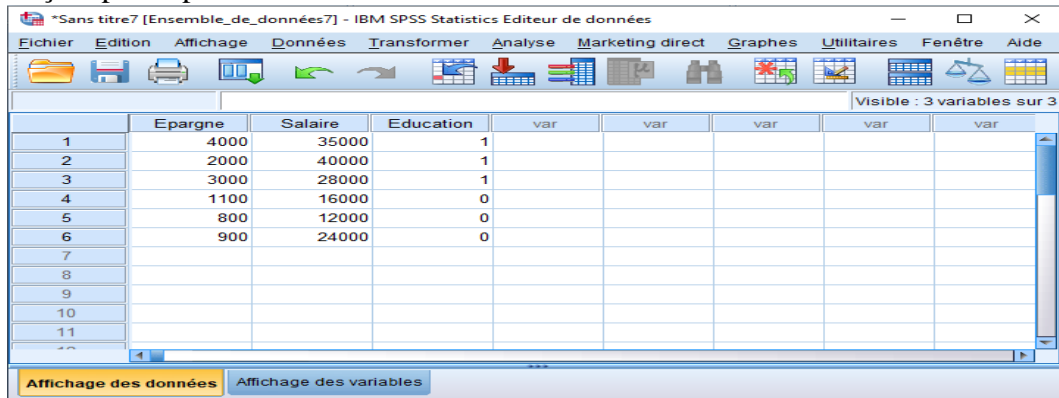 *Sans titre7 [Ensemble_de_données7] - IBM SPSS Statistics Editeur de données
Fichier Edition Affichage Données Transformer Analyse Marketing direct Graphes Utilitaires Fenêtre Aide
Visible : 3 variables sur 3
Epargne Salaire Education var var var var var
1 4000 35000 1
2 2000 40000 1
3 3000 28000 1
4 1100 16000 0
5 800 12000 0
6 900 24000 0
7
8
9
10
11
Affichage des données Affichage des variables